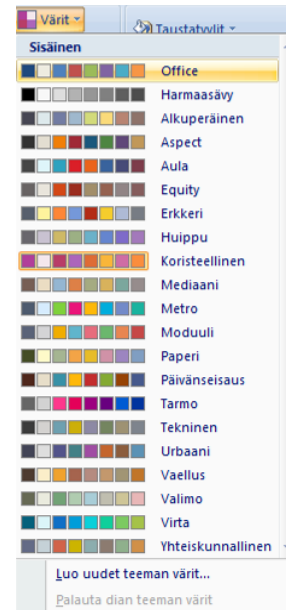 Värit
Taustatyylit
Sisäinen
Office
Harmaasävy
Alkuperäinen
Aspect
Aula
Equity
Erkkeri
Huippu
Koristeellinen
Mediaani
Metro
Moduuli
Paperi
Päivänseisaus
Tarmo
Tekninen
Urbaani
Vaellus
Valimo
Virta
Yhteiskunnallinen
Luo uudet teeman värit...
Palauta dian teeman värit